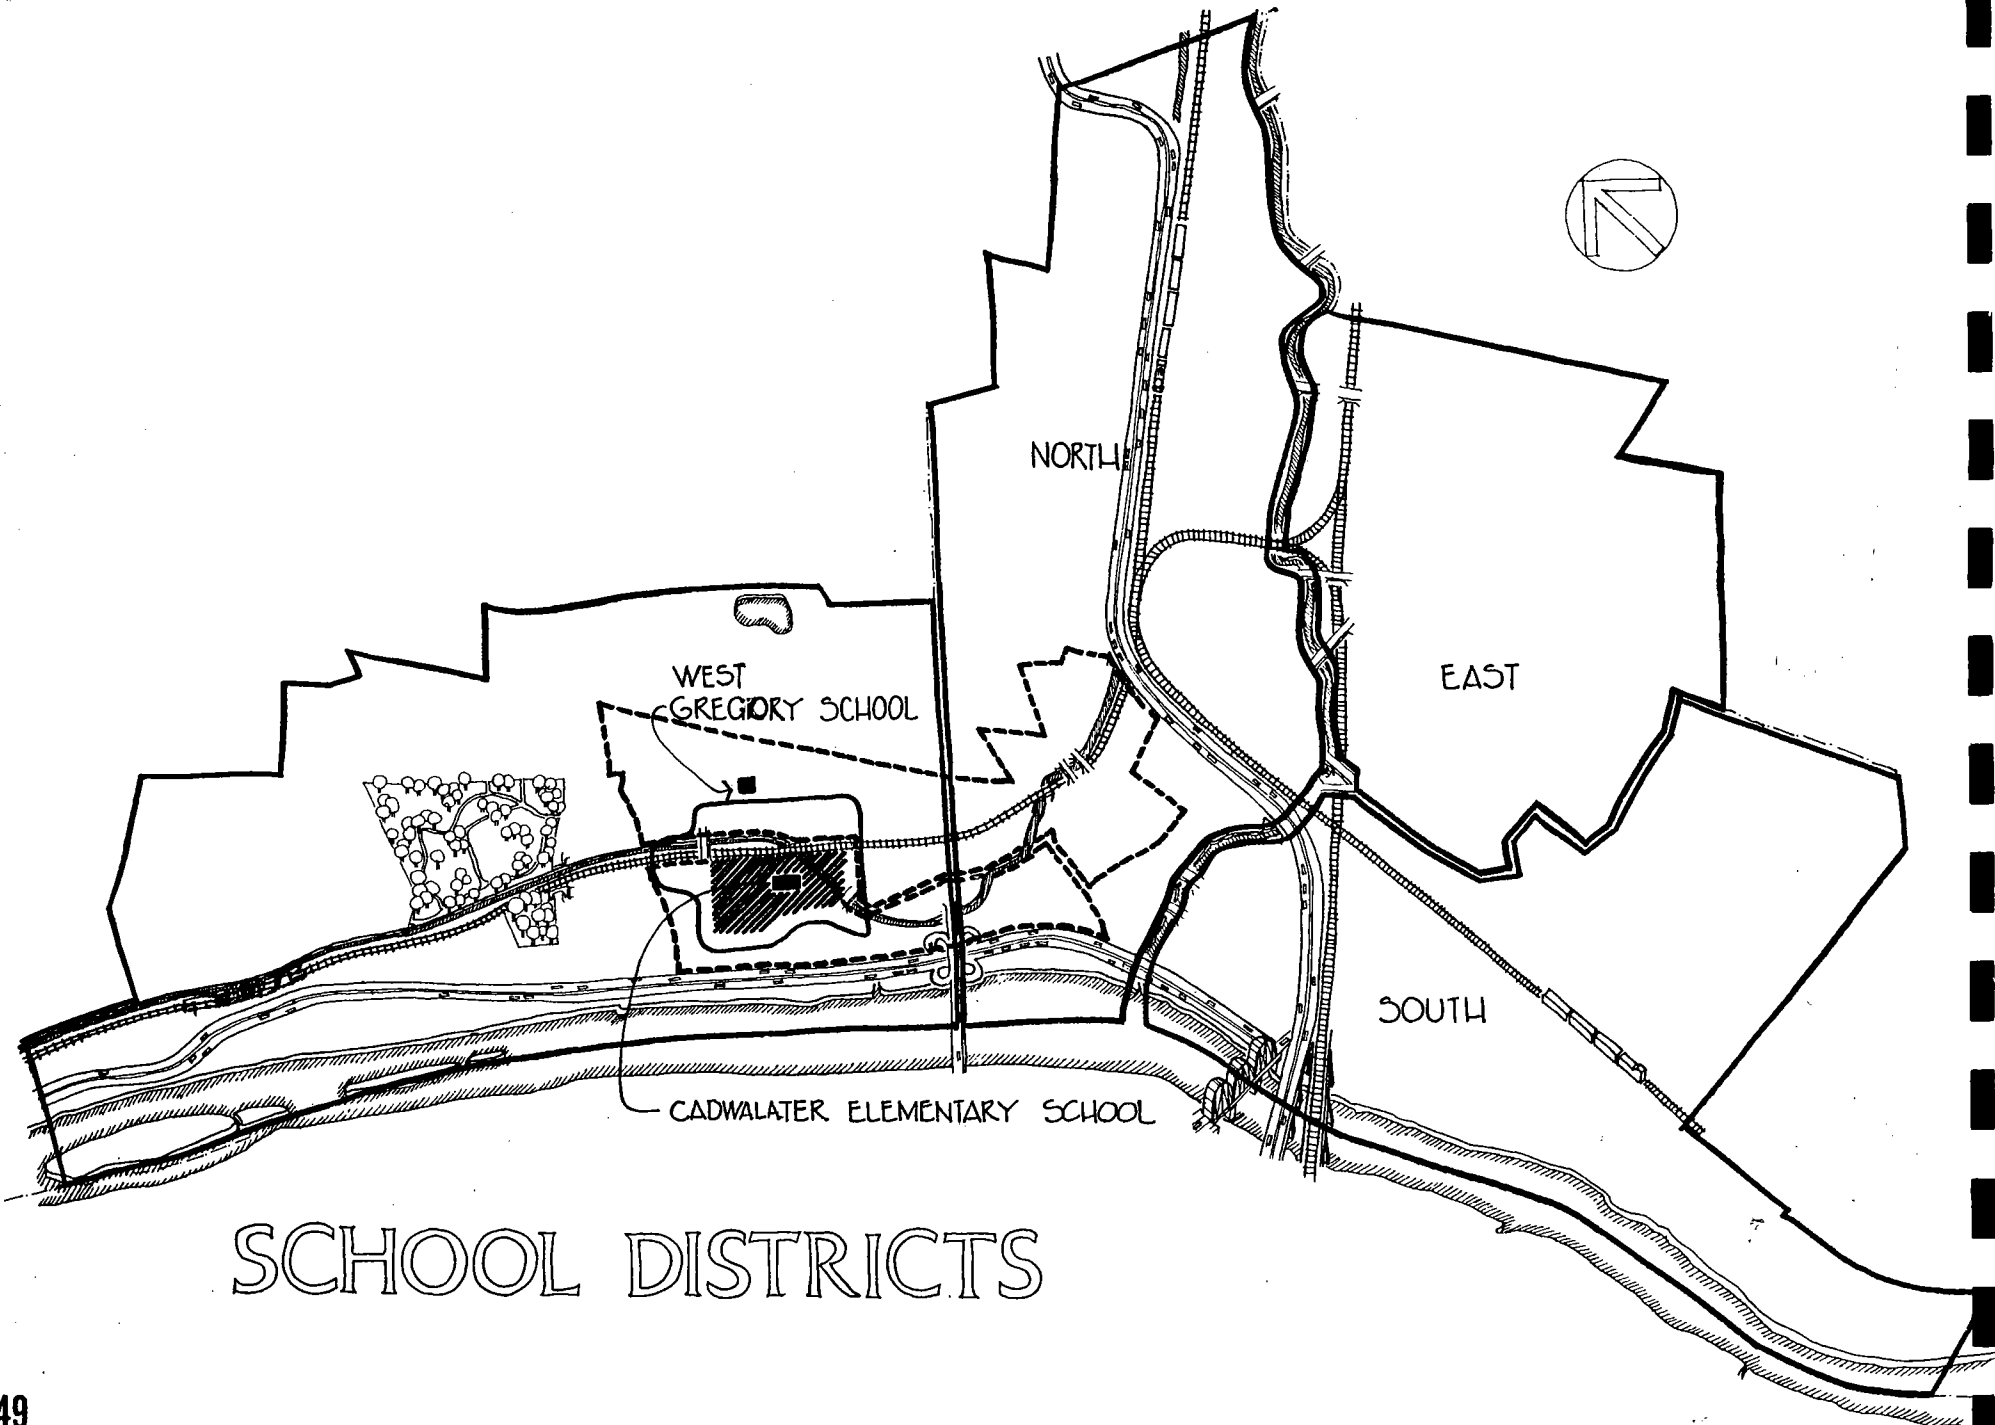 NORTH
WEST
GREGORY SCHOOL
EAST
SOUTH
CADWALATER ELEMENTARY SCHOOL
SCHOOL DISTRICTS
49